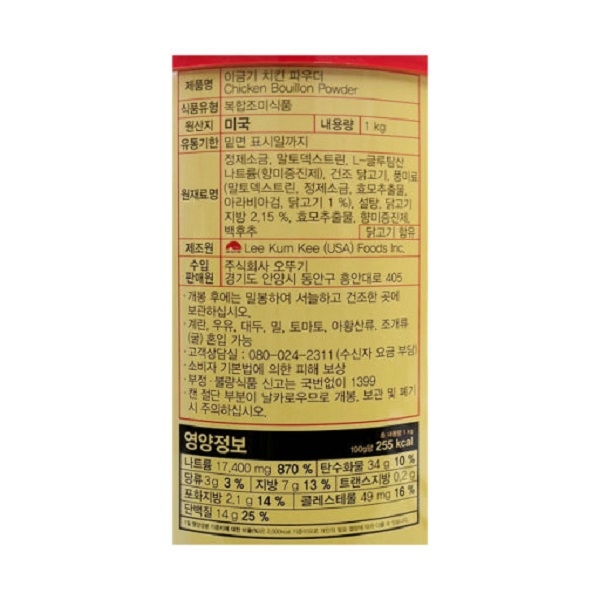 제품명 이금기 치킨 파우더
Chicken Bouillon Powder
식품유형 복합조미식품
원산지 미국 내용량 1 kg
유통기한 밑면 표시일까지
원재료명 정제소금, 말토덱스트린, L-글루탐산
나트륨(향미증진제), 건조 닭고기, 풍미료
(말토덱스트린, 정제소금, 효모추출물,
아라비아검, 닭고기 1 %), 설탕, 닭고기
지방 2.15 %, 효모추출물, 향미증진제,
백후추 닭고기 함유
제조원 Lee Kum Kee (USA) Foods Inc.
수입 판매원 주식회사 오뚜기
경기도 안양시 동안구 흥안대로 405
·개봉 후에는 밀봉하여 서늘하고 건조한 곳에
보관하십시오.
·계란, 우유, 대두, 밀, 토마토, 아황산류, 조개류
(굴) 혼입 가능
·고객상담실 : 080-024-2311 (수신자 요금 부담)
·소비자 기본법에 의한 피해 보상
·부정·불량식품 신고는 국번없이 1399
·캔 절단 부분이 날카로우므로 개봉, 보관 및 폐기
시 주의하십시오.
영양정보 총 내용량 1 kg
100g당 255 kcal
나트륨 17,400 mg 870 % 탄수화물 34 g 10 %
당류 3g 3 % 지방 7 g 13 % 트랜스지방 0.2 g
포화지방 2.1 g 14 % 콜레스테롤 49 mg 16 %
단백질 14 g 25 %